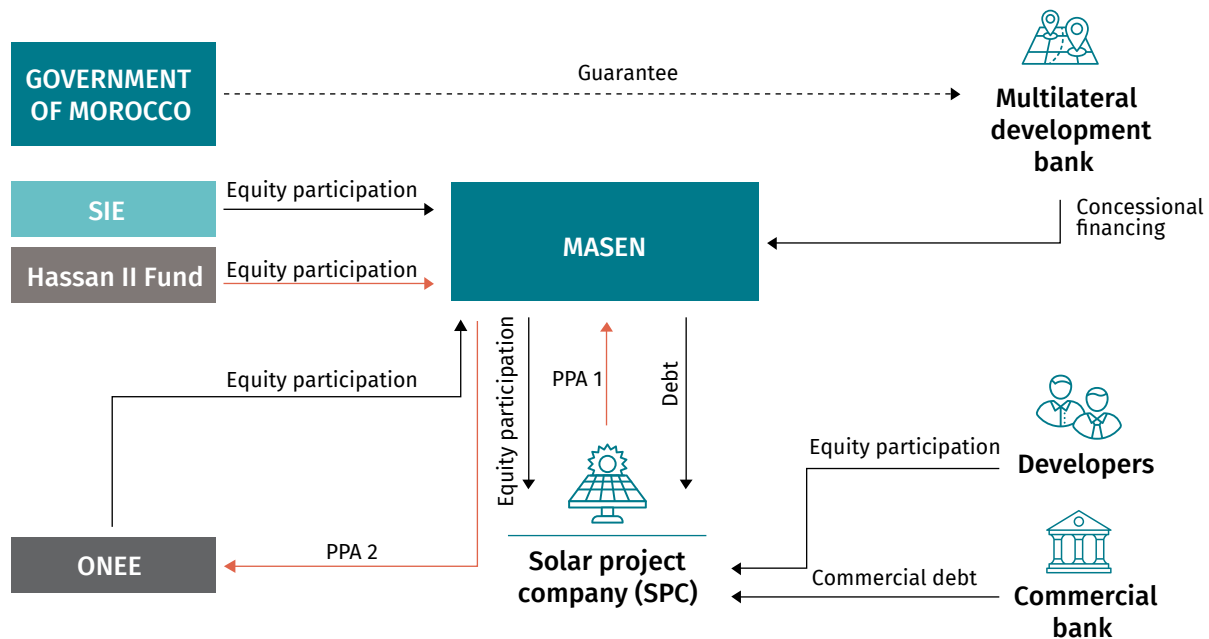 GOVERNMENT
OF MOROCCO
Guarantee
Multilateral
development
bank
SIE
Equity participation
Hassan II Fund
Equity participation
MASEN
Concessional
financing
Equity participation
Equity participation
PPA 1
Debt
Developers
Equity participation
ONEE
PPA 2
Solar project
company (SPC)
Commercial debt
Commercial
bank